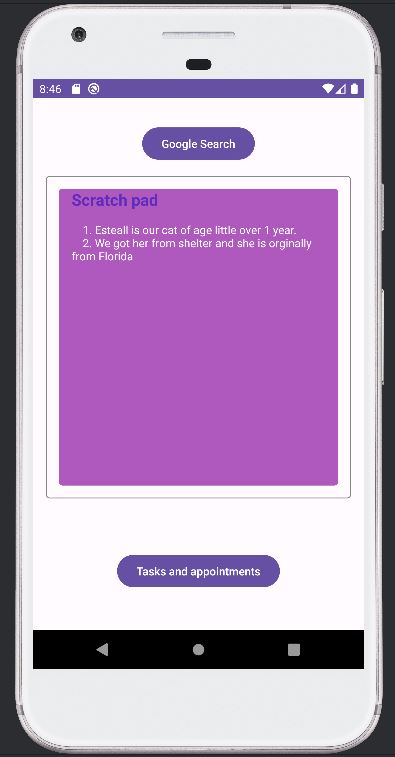 8:46
Google Search
Scratch pad
1. Esteall is our cat of age little over 1 year.
2. We got her from shelter and she is orginally
from Florida
Tasks and appointments